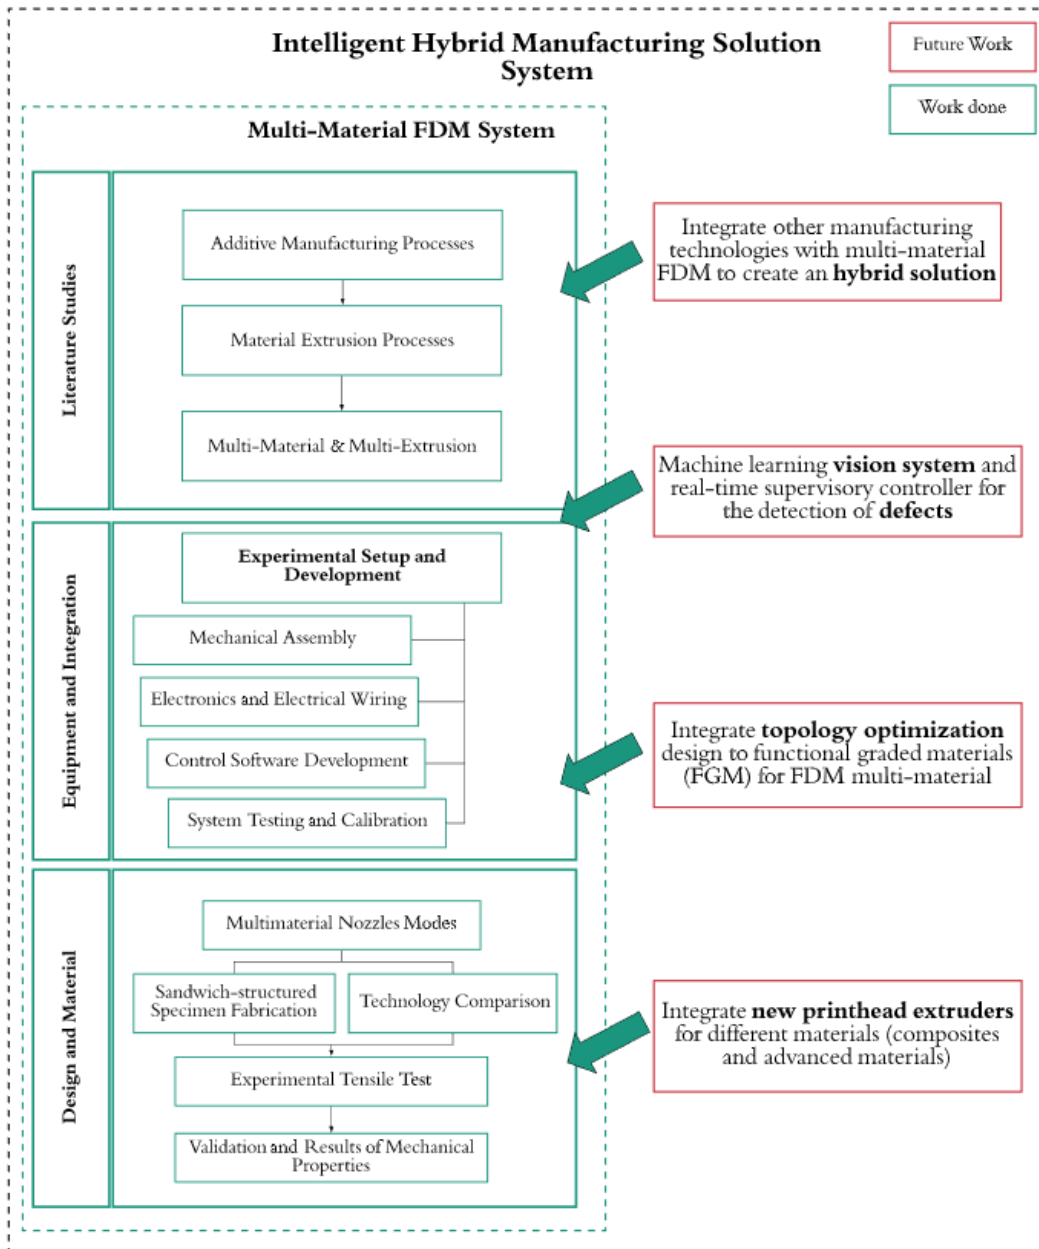 Intelligent Hybrid Manufacturing Solution
System
Future Work
Work done
Multi-Material FDM System
Literature Studies
Additive Manufacturing Processes
Material Extrusion Processes
Multi-Material & Multi-Extrusion
Integrate other manufacturing
technologies with multi-material
FDM to create an hybrid solution
Machine learning vision system and
real-time supervisory controller for
the detection of defects
Equipment and Integration
Experimental Setup and
Development
Mechanical Assembly
Electronics and Electrical Wiring
Control Software Development
System Testing and Calibration
Integrate topology optimization
design to functional graded materials
(FGM) for FDM multi-material
Design and Material
Multimaterial Nozzles Modes
Sandwich-structured
Specimen Fabrication
Technology Comparison
Experimental Tensile Test
Validation and Results of Mechanical
Properties
Integrate new printhead extruders
for different materials (composites
and advanced materials)